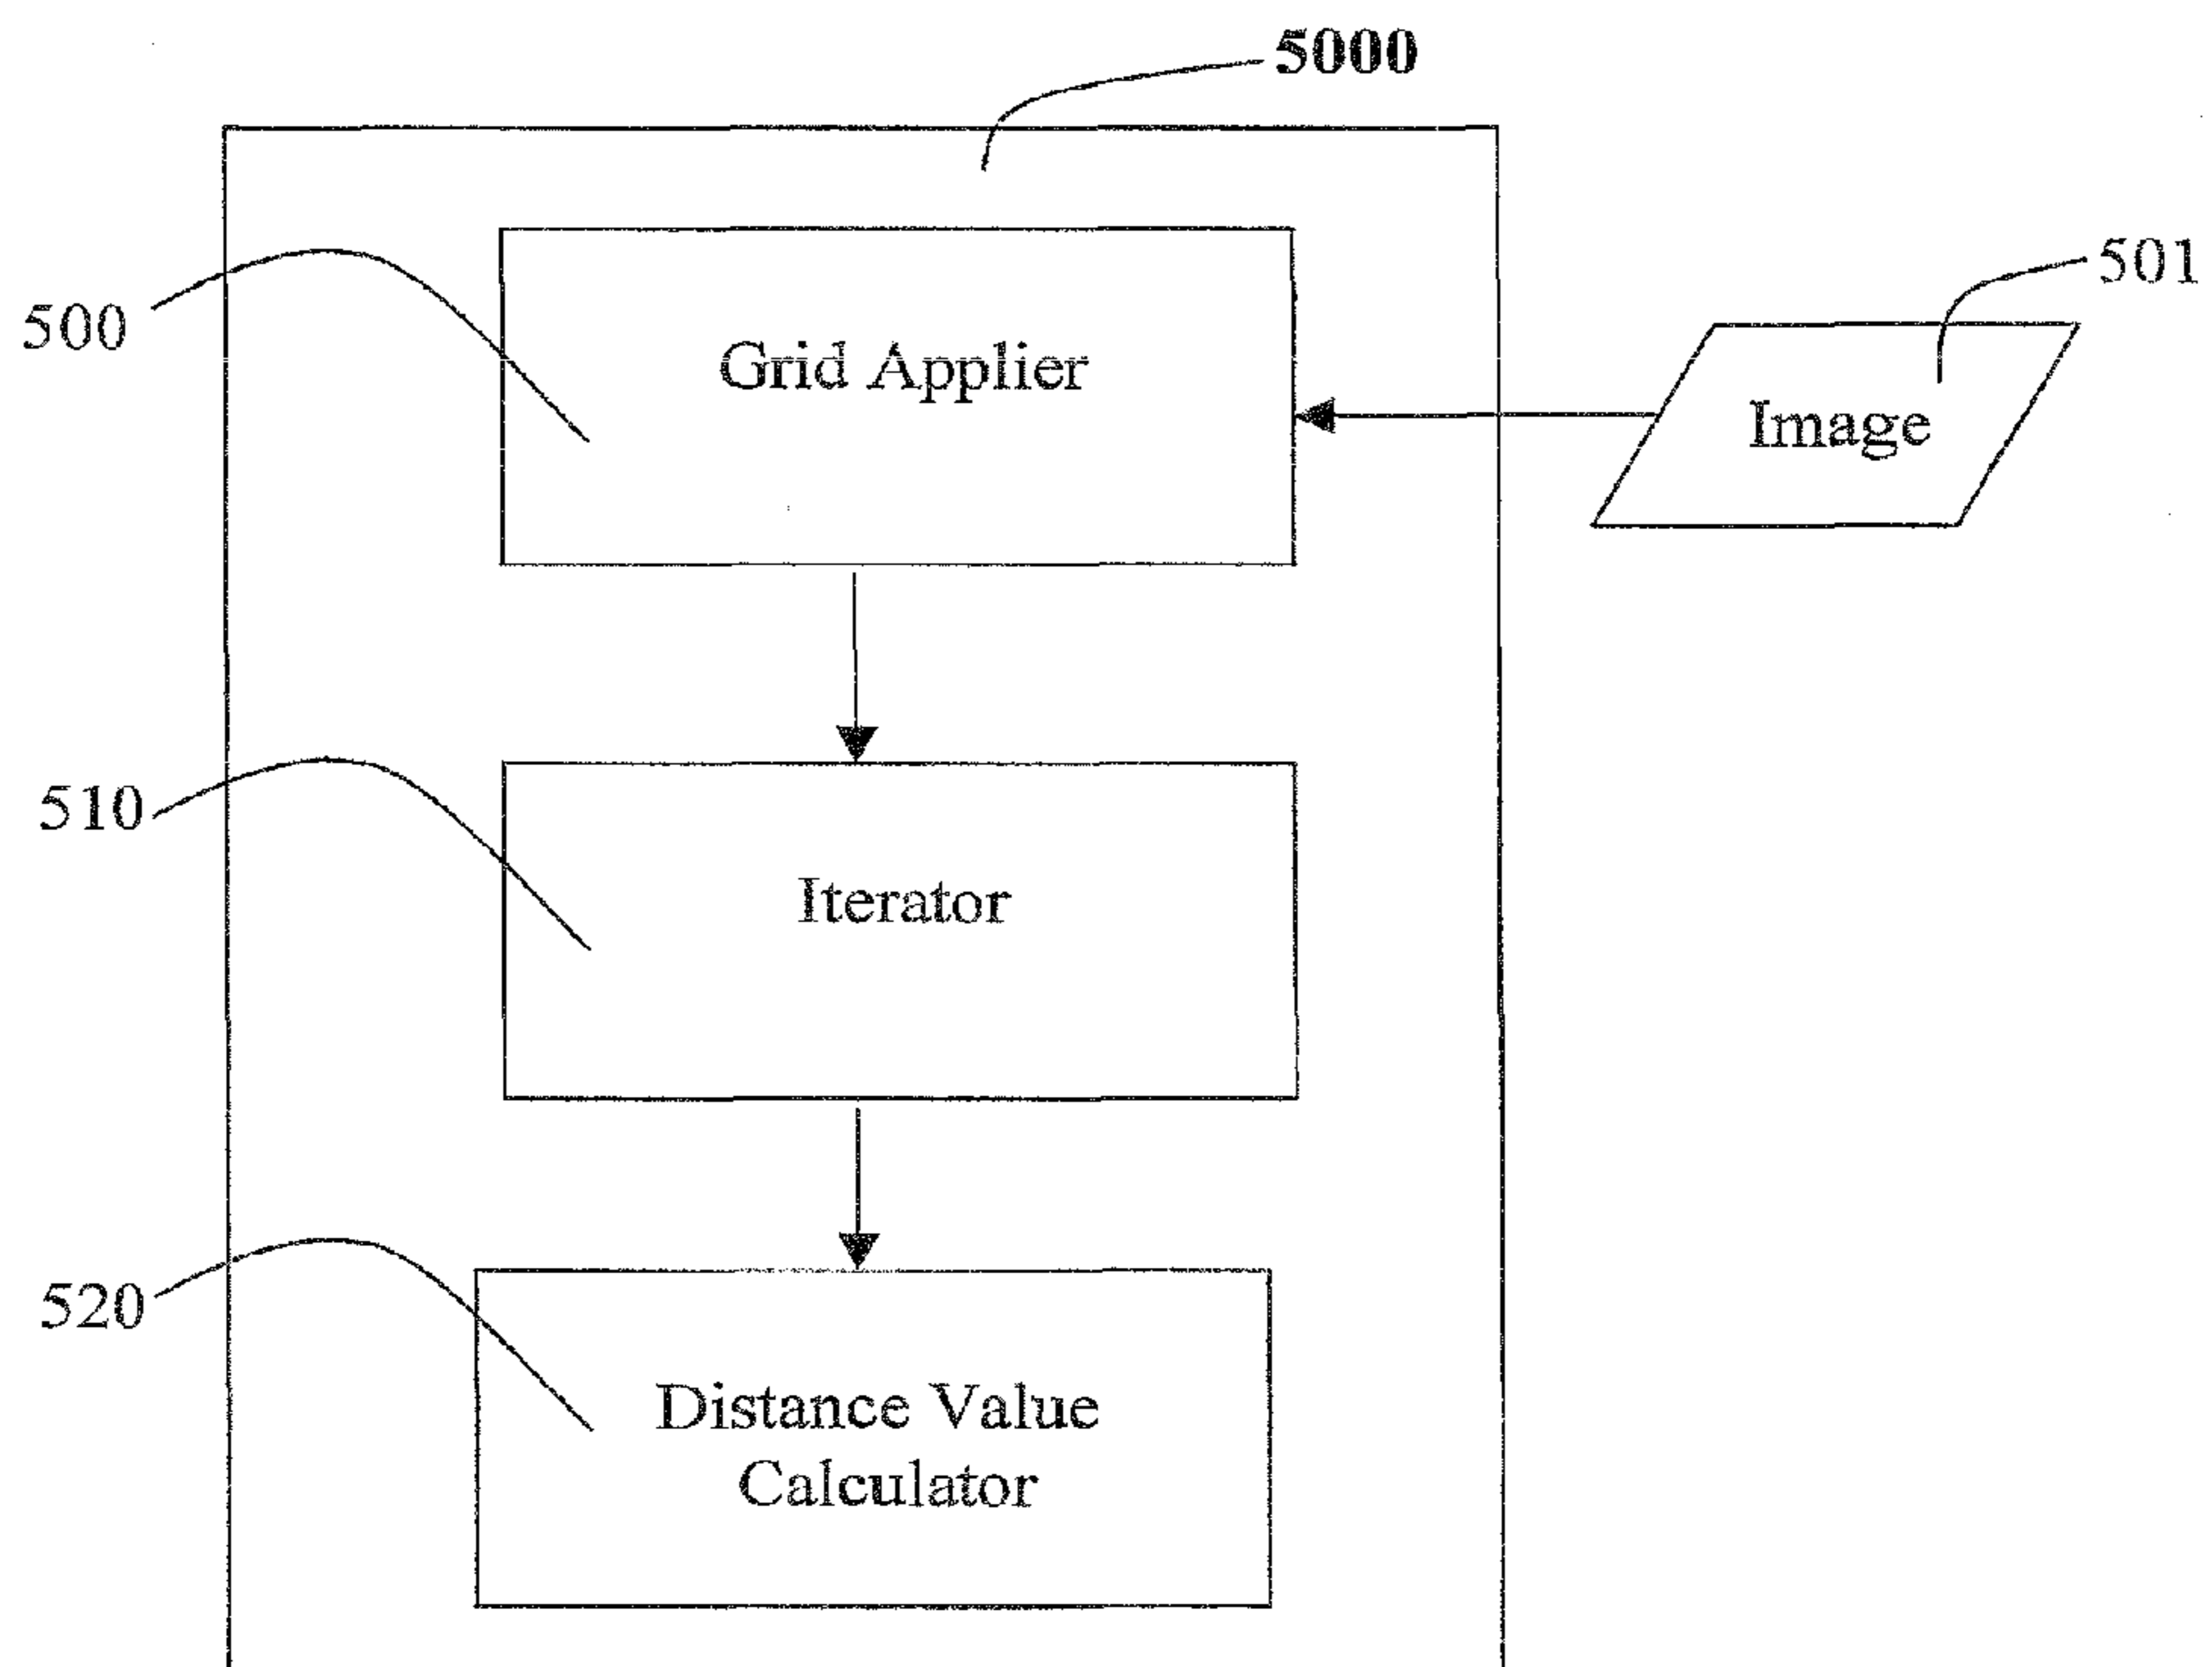 5000
501
500
Grid Applier
Image
510
Iterator
520
Distance Value
Calculator